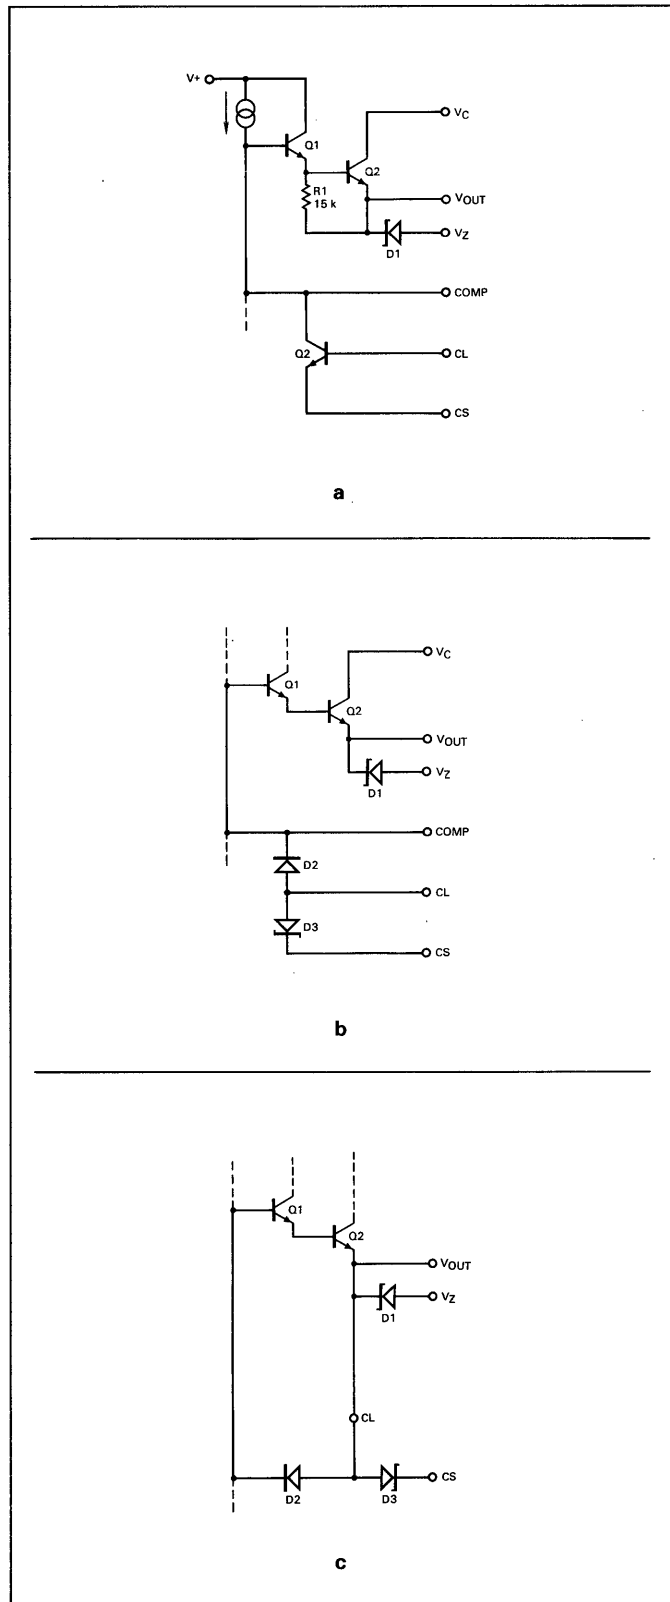 V+
VC
Q1
Q2
R1
15 k
VOUT
VZ
D1
COMP
Q2
CL
CS
a
VC
Q1
Q2
VOUT
VZ
D1
COMP
D2
CL
D3
CS
b
Q1
Q2
VOUT
VZ
D1
CL
CS
D2
D3
c